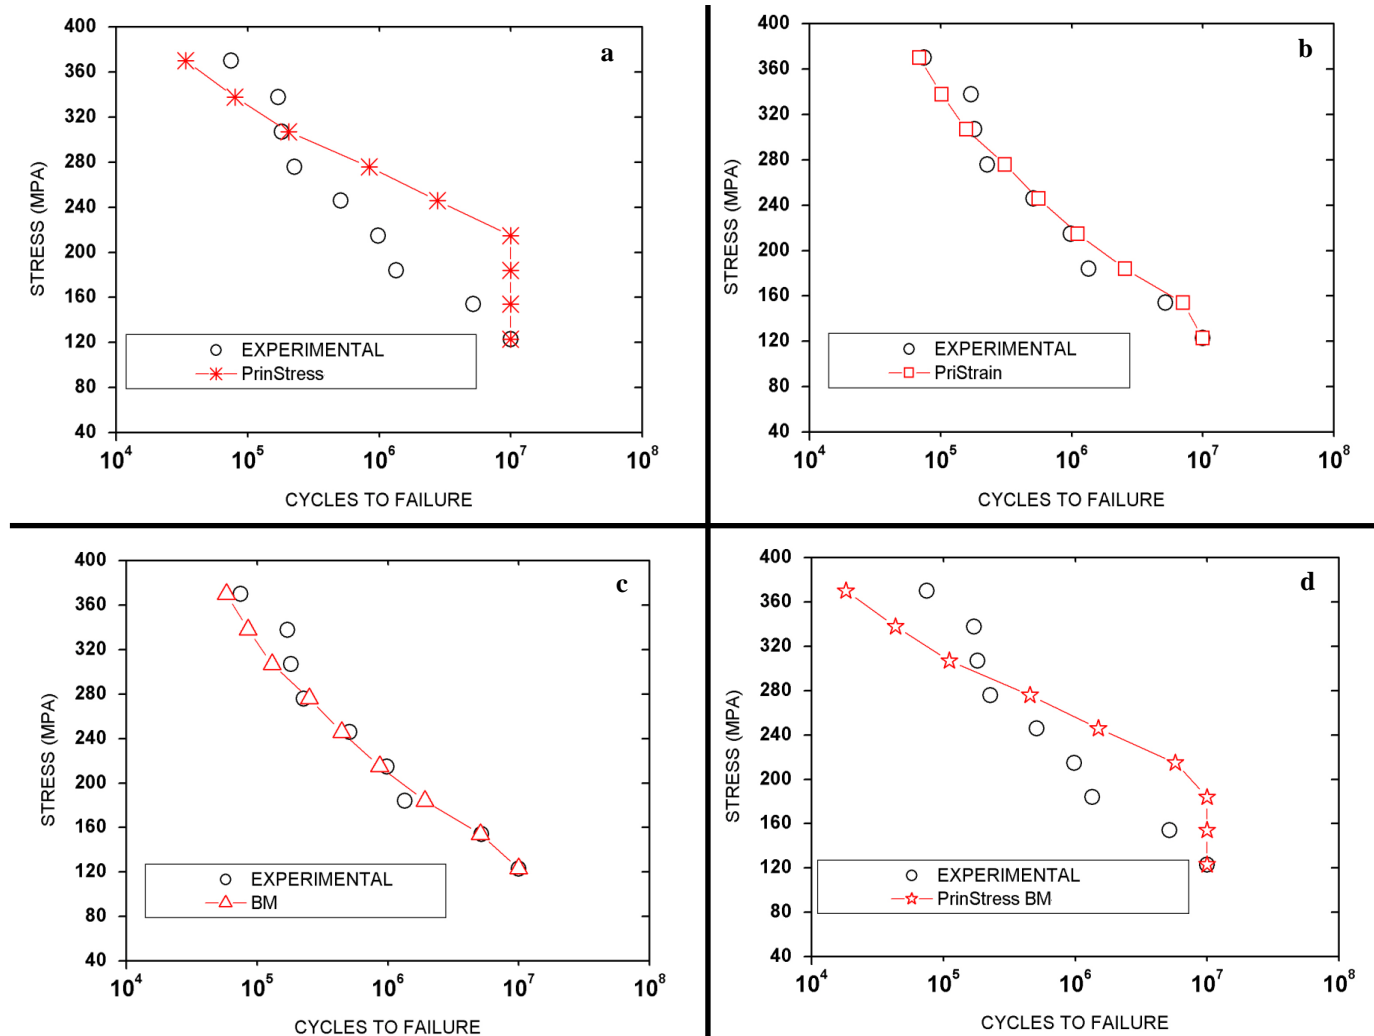 a
400
360
320
280
240
200
160
120
80
40
STRESS (MPA)
EXPERIMENTAL
PrinStress
10^4 10^5 10^6 10^7 10^8
CYCLES TO FAILURE
b
400
360
320
280
240
200
160
120
80
40
STRESS (MPA)
EXPERIMENTAL
PriStrain
10^4 10^5 10^6 10^7 10^8
CYCLES TO FAILURE
c
400
360
320
280
240
200
160
120
80
40
STRESS (MPA)
EXPERIMENTAL
BM
10^4 10^5 10^6 10^7 10^8
CYCLES TO FAILURE
d
400
360
320
280
240
200
160
120
80
40
STRESS (MPA)
EXPERIMENTAL
PrinStress BM
10^4 10^5 10^6 10^7 10^8
CYCLES TO FAILURE